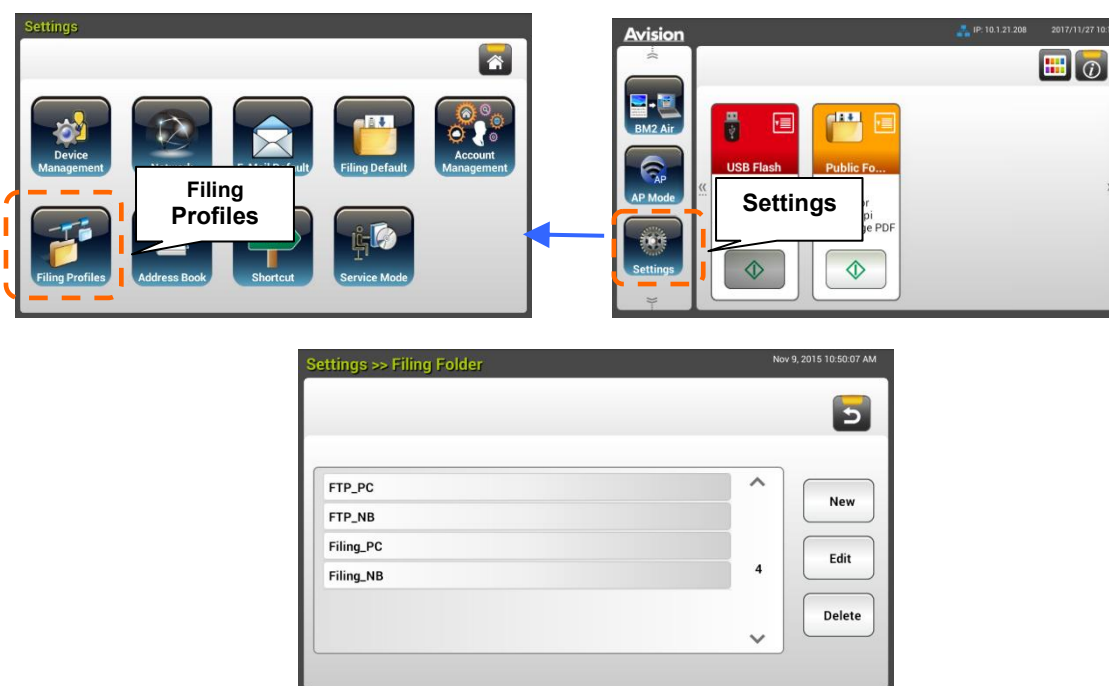 Settings
Device
Management
Filing Default
Account
Management
Filing
Profiles
Filing Profiles
Address Book
Shortcut
Service Mode
Avision
IP: 10.1.21.208
2017/11/27 10:
BM2 Air
AP
AP Mode
Settings
USB Flash
Public Fo...
Settings
PDF
Settings >> Filing Folder
Nov 9, 2015 10:50:07 AM
FTP_PC
FTP_NB
Filing_PC
Filing_NB
4
New
Edit
Delete